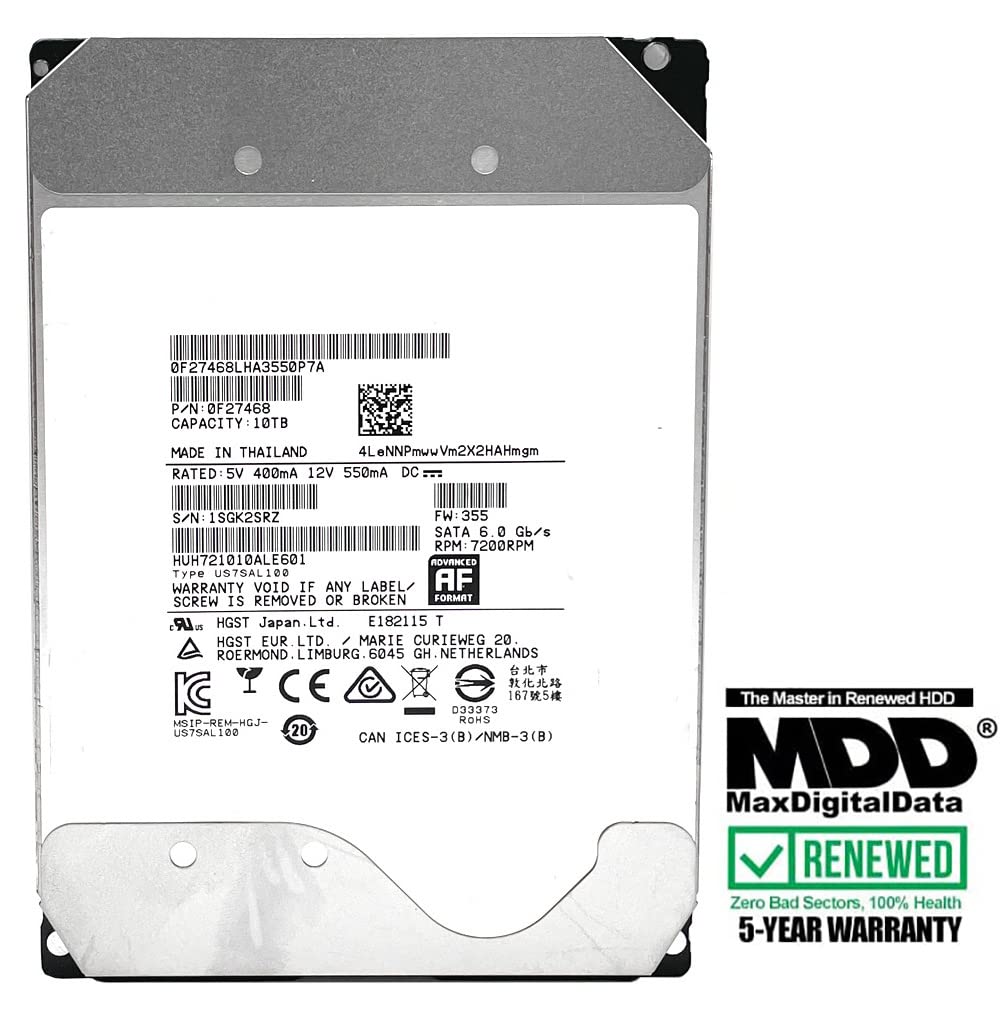 0F27468LHA3550P7A
P/N:0F27468
CAPACITY:10TB
MADE IN THAILAND 4LeNNPmwwVm2X2HAHmgm
RATED:5V 400mA 12V 550mA DC
S/N:1SGK2SRZ
FW:355
SATA 6.0 Gb/s
RPM:7200RPM
HUH721010ALE601
Type US7SAL100
ADVANCED
AF
FORMAT
WARRANTY VOID IF ANY LABEL/
SCREW IS REMOVED OR BROKEN
c RU us HGST Japan.Ltd. E182115 T
HGST EUR.LTD. / MARIE CURIEWEG 20.
ROERMOND.LIMBURG.6045 GH.NETHERLANDS
台北市
敦化北路
167號5樓
CE
D33373
ROHS
MSIP-REM-HGJ-
US7SAL100
20
CAN ICES-3(B)/NMB-3(B)
The Master in Renewed HDD
MDD®
MaxDigitalData
RENEWED
Zero Bad Sectors, 100% Health
5-YEAR WARRANTY